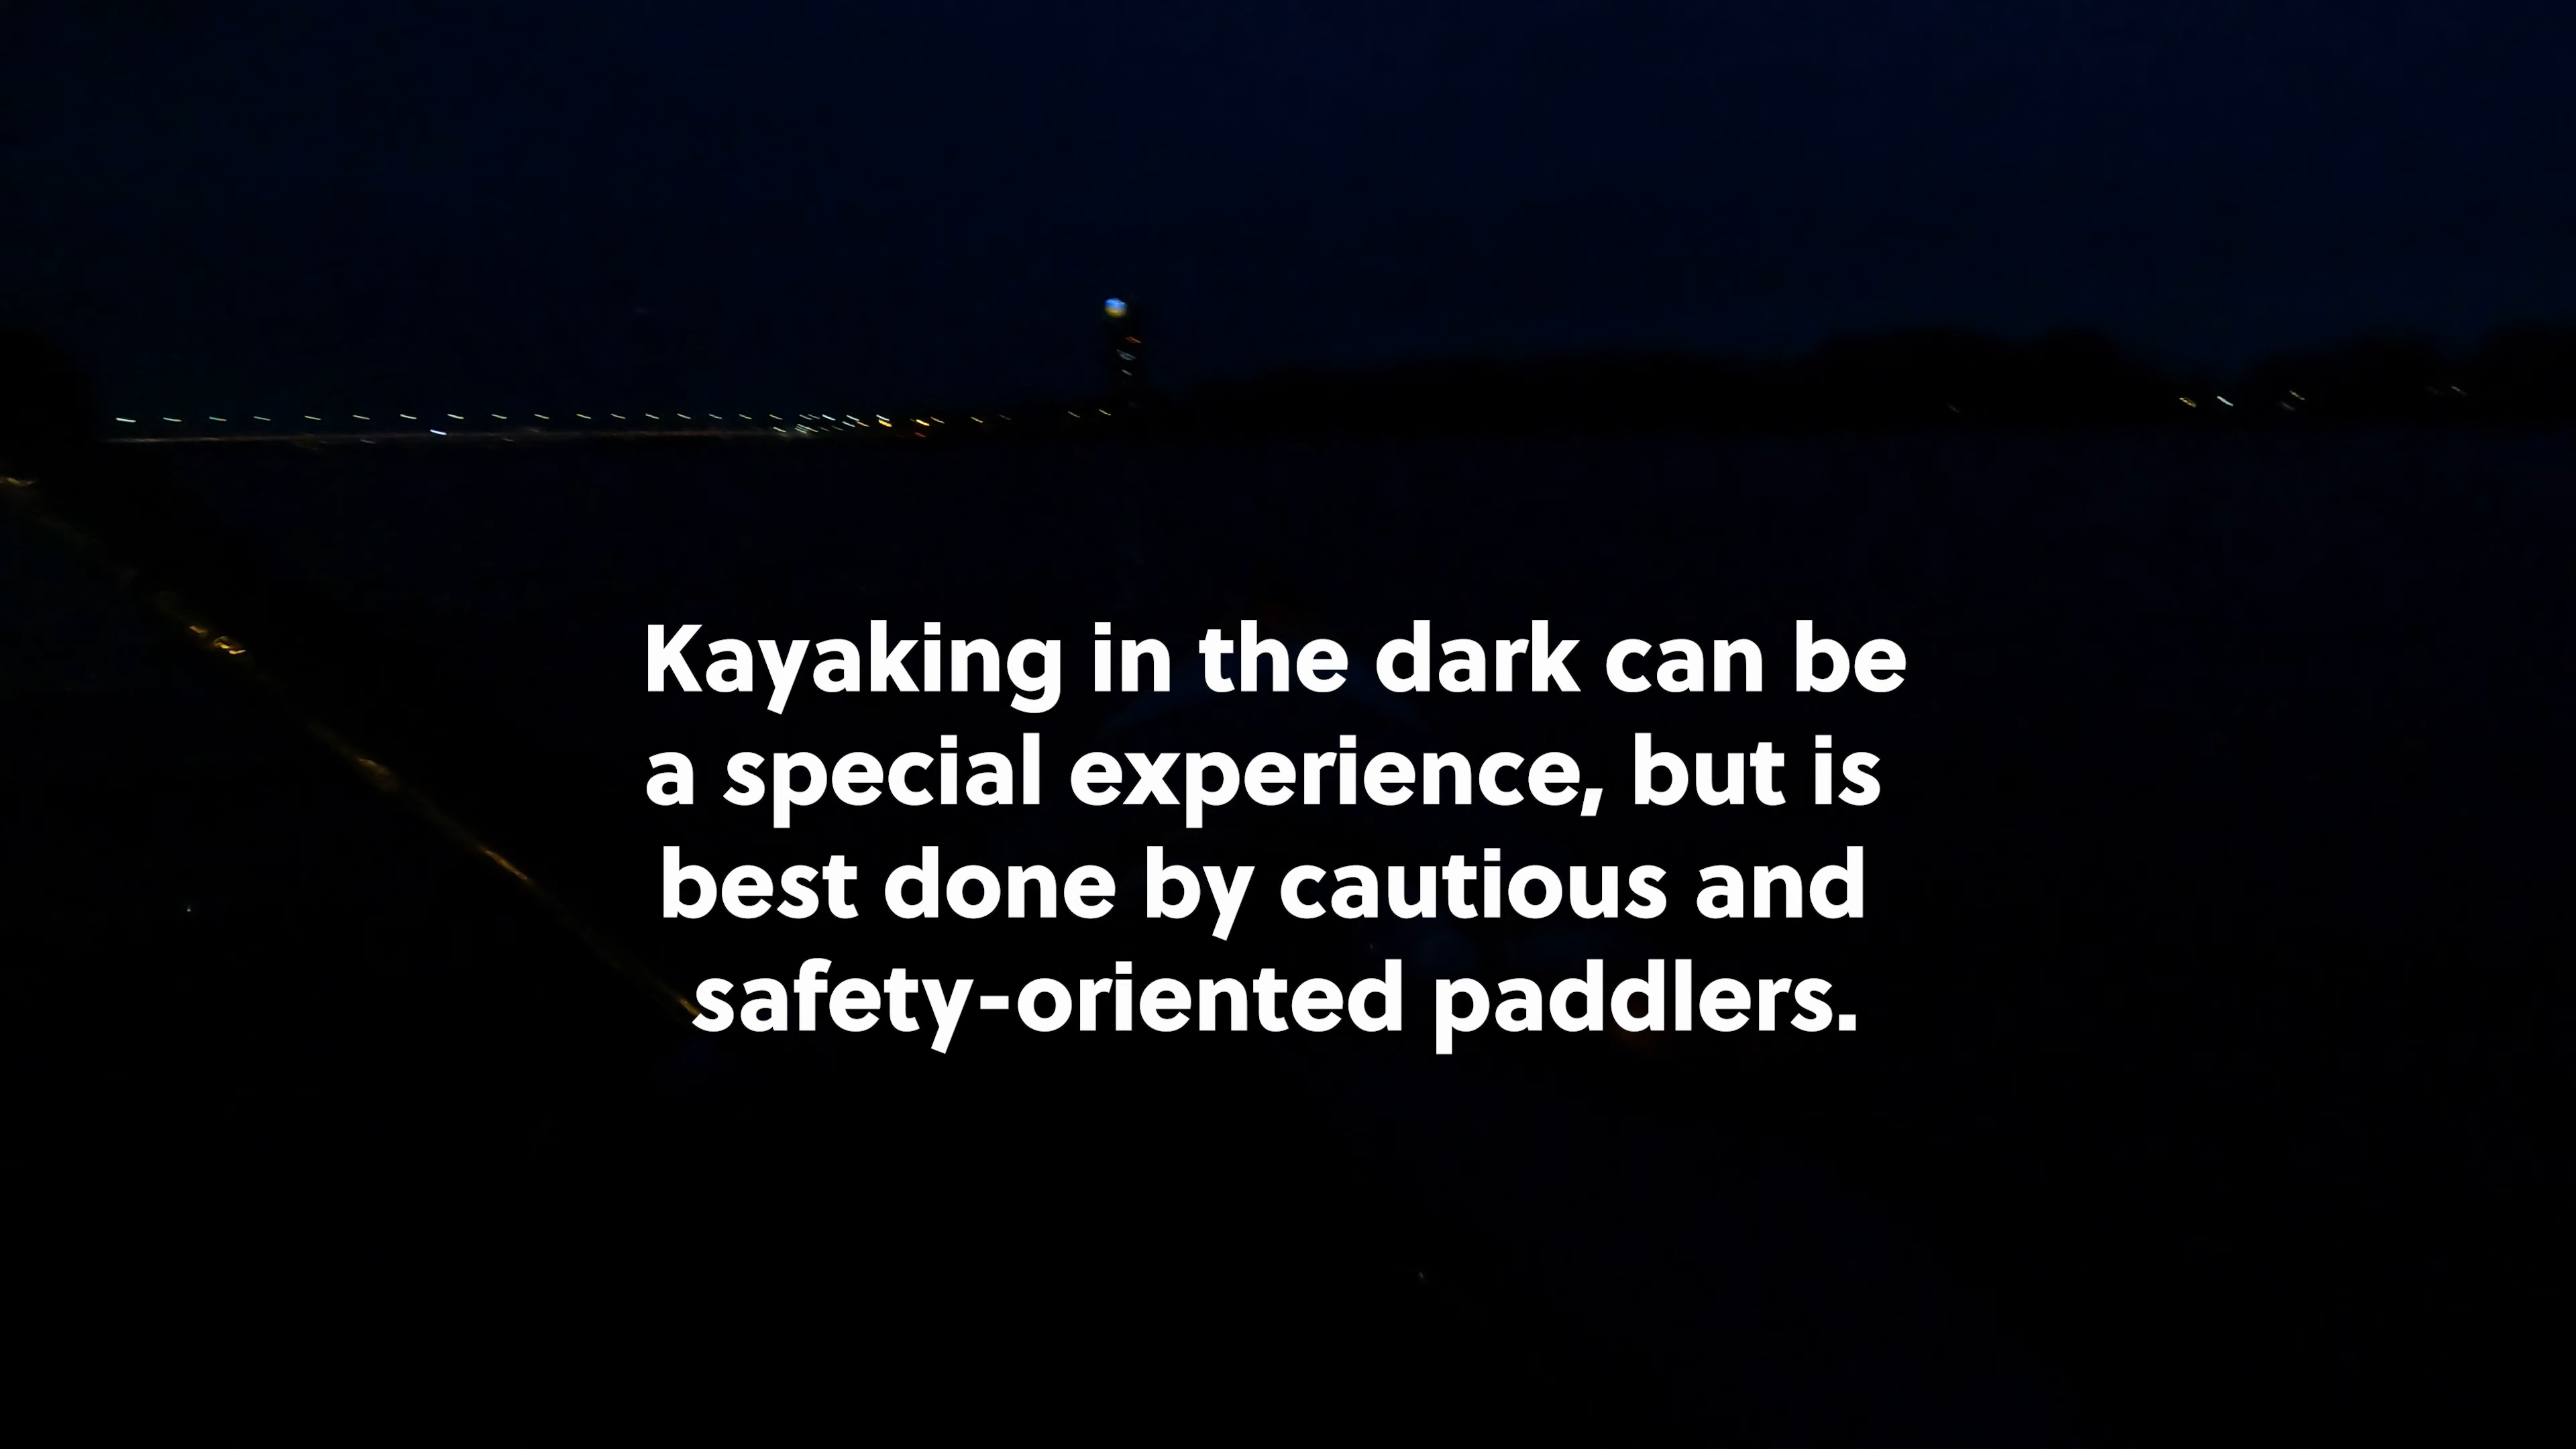 Kayaking in the dark can be
a special experience, but is
best done by cautious and
safety-oriented paddlers.